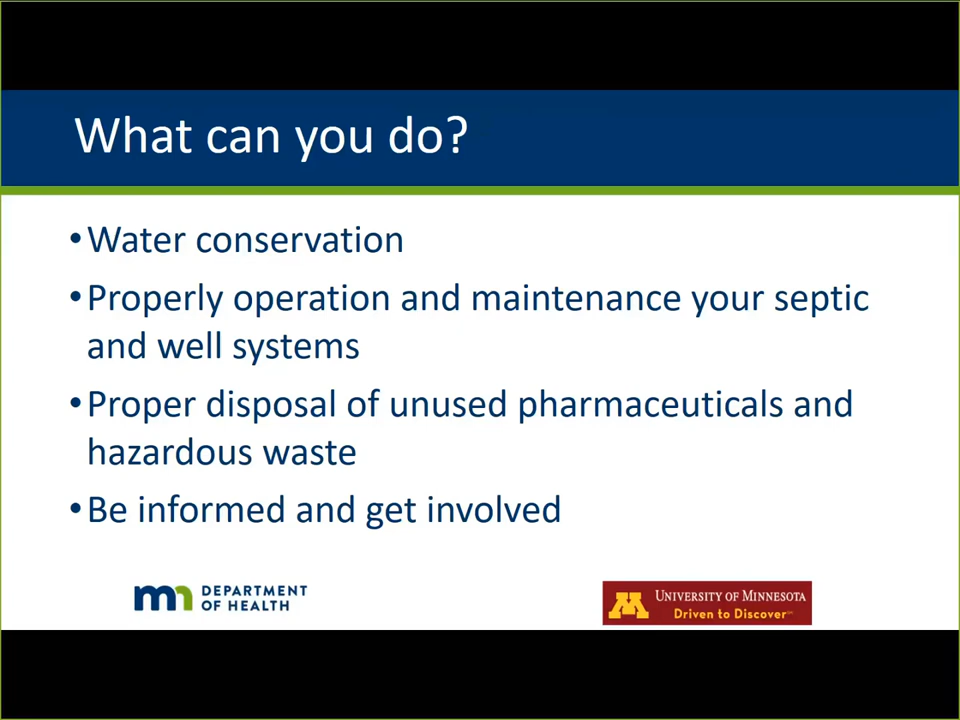 What can you do?
•Water conservation
•Properly operation and maintenance your septic
and well systems
•Proper disposal of unused pharmaceuticals and
hazardous waste
•Be informed and get involved
mn DEPARTMENT
OF HEALTH
M UNIVERSITY OF MINNESOTA
Driven to Discover